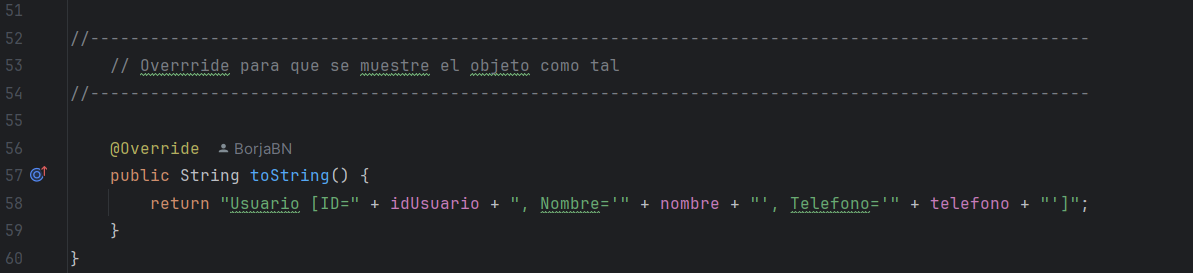 51
52 //----------------------------------------------------------------------------------------------------
53 // Overrride para que se muestre el objeto como tal
54 //----------------------------------------------------------------------------------------------------
55
56 @Override BorjaBN
57 public String toString() {
58 return "Usuario [ID=" + idUsuario + ", Nombre='" + nombre + "', Telefono='" + telefono + "']";
59 }
60 }